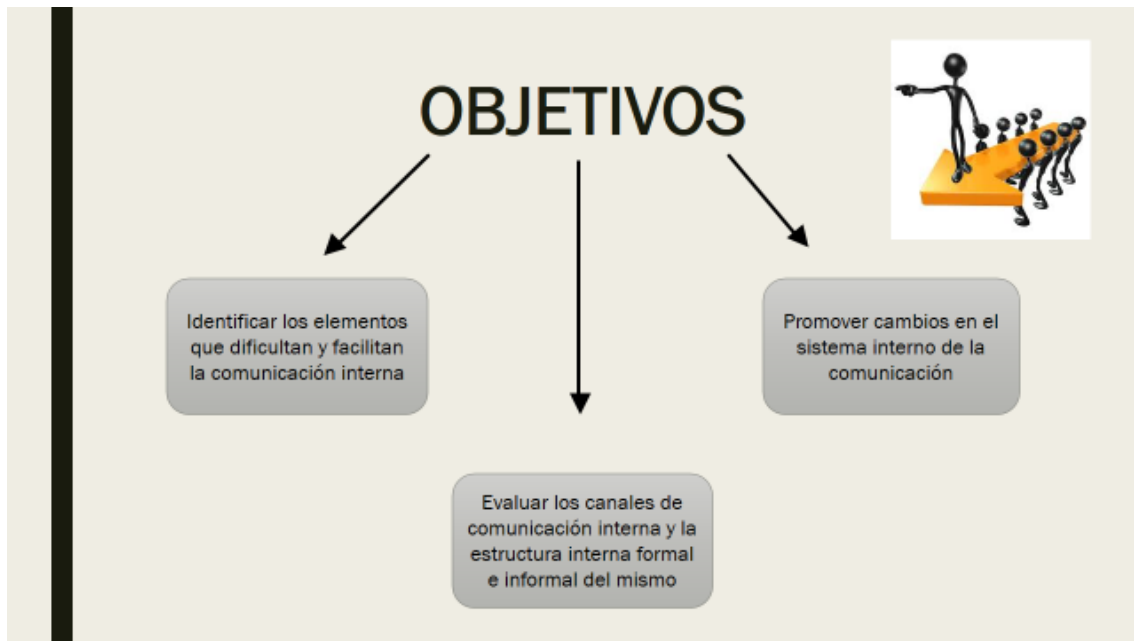 OBJETIVOS
Identificar los elementos
que dificultan y facilitan
la comunicación interna
Promover cambios en el
sistema interno de la
comunicación
Evaluar los canales de
comunicación interna y la
estructura interna formal
e informal del mismo